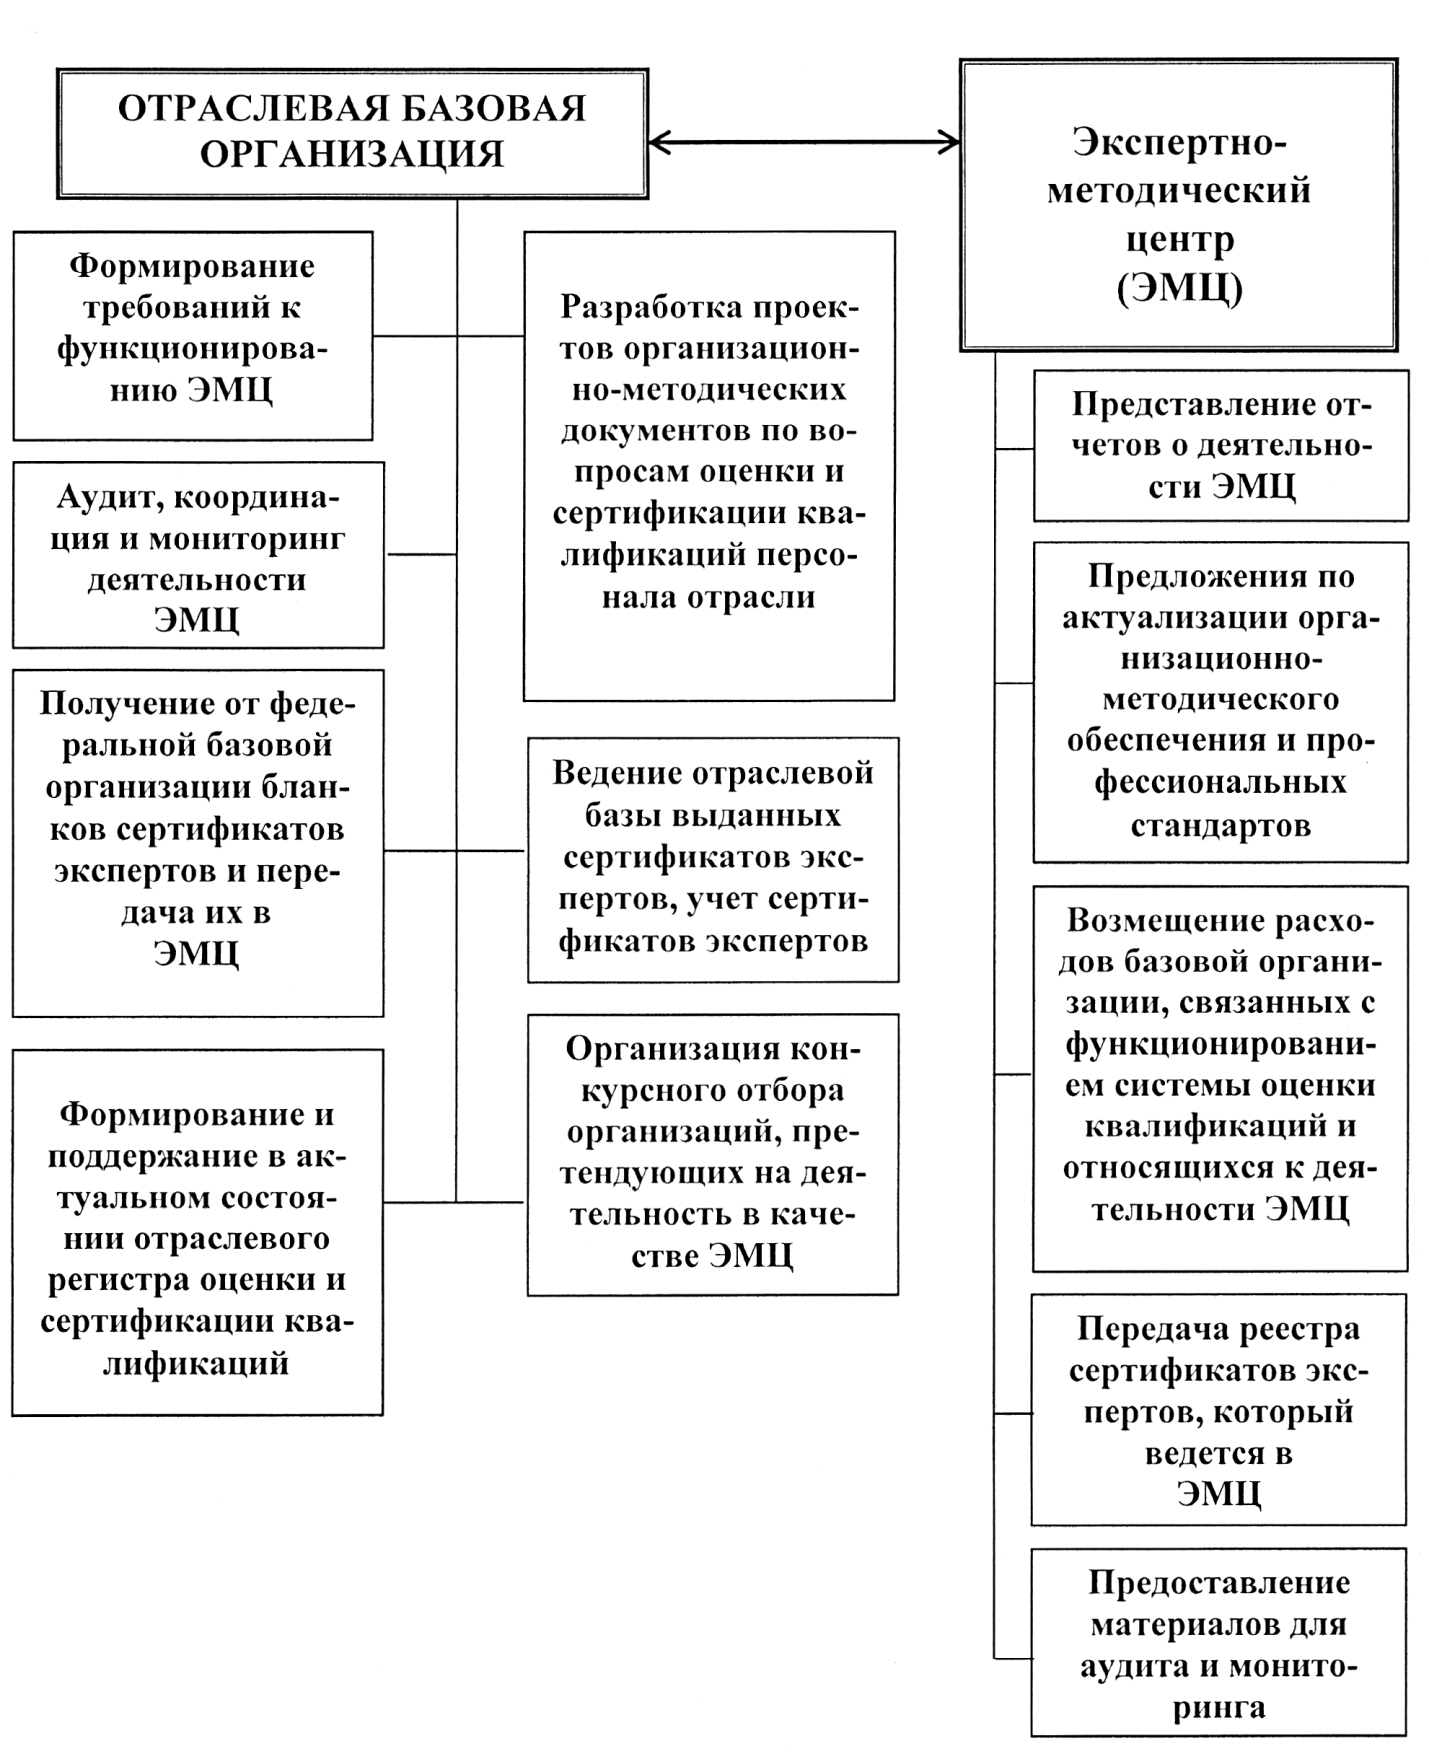 ОТРАСЛЕВАЯ БАЗОВАЯ
ОРГАНИЗАЦИЯ
Экспертно-
методический
центр
(ЭМЦ)
Формирование
требований к
функционирова-
нию ЭМЦ
Аудит, координа-
ция и мониторинг
деятельности
ЭМЦ
Получение от феде-
ральной базовой
организации блан-
ков сертификатов
экспертов и пере-
дача их в
ЭМЦ
Формирование и
поддержание в ак-
туальном состоя-
нии отраслевого
регистра оценки и
сертификации ква-
лификаций
Разработка проек-
тов организацион-
но-методических
документов по во-
просам оценки и
сертификации ква-
лификаций персо-
нала отрасли
Ведение отраслевой
базы выданных
сертификатов экс-
пертов, учет серти-
фикатов экспертов
Организация кон-
курсного отбора
организаций, пре-
тендующих на дея-
тельность в каче-
стве ЭМЦ
Представление от-
четов о деятельно-
сти ЭМЦ
Предложения по
актуализации орга-
низационно-
методического
обеспечения и про-
фессиональных
стандартов
Возмещение расхо-
дов базовой органи-
зации, связанных с
функционировани-
ем системы оценки
квалификаций и
относящихся к дея-
тельности ЭМЦ
Передача реестра
сертификатов экс-
пертов, который
ведется в
ЭМЦ
Предоставление
материалов для
аудита и монито-
ринга